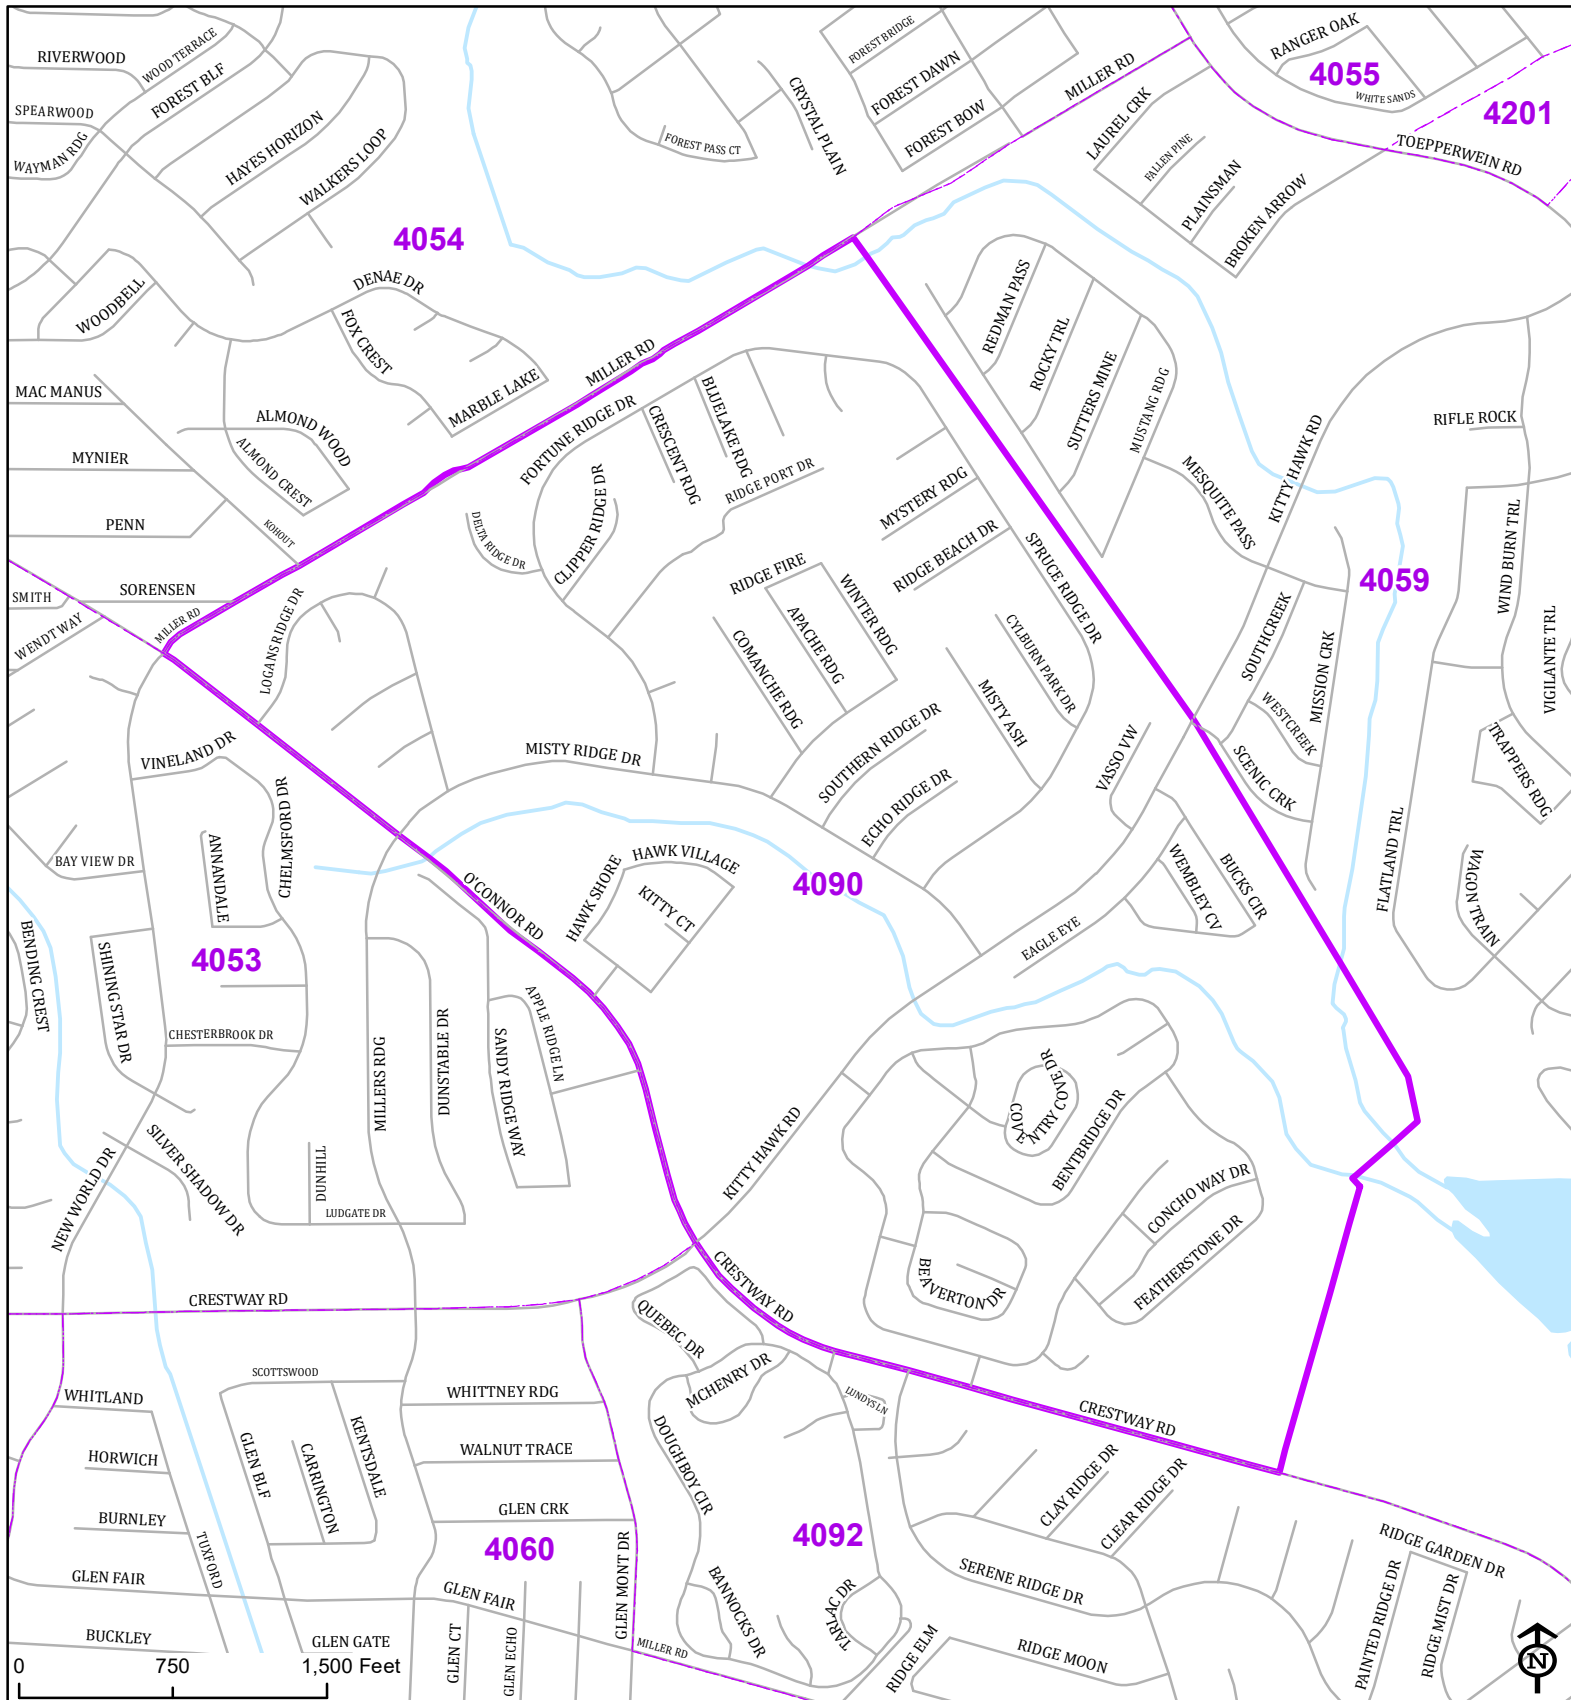 RIVERWOOD
WOOD TERRACE
FOREST BLF
SPEARWOOD
WAYMAN RDG
HAYES HORIZON
WALKERS LOOP
FOREST PASS CT
CRYSTAL PLAIN
FOREST BRIDGE
FOREST DAWN
FOREST BOW
MILLER RD
LAUREL CRK
FALLEN PINE
PLAINSMAN
BROKEN ARROW
RANGER OAK
4055
WHITE SANDS
4201
TOEPPERWEIN RD
4054
WOODBELL
DENAE DR
FOX CREST
MARBLE LAKE
MILLER RD
MAC MANUS
ALMOND WOOD
ALMOND CREST
MYNIER
PENN
KOHOUT
SORENSEN
SMITH
WENDT WAY
MILLER RD
FORTUNE RIDGE DR
CRESCENT RDG
BLUELAKE RDG
RIDGE PORT DR
CLIPPER RIDGE DR
DELTA RIDGE DR
LOGANS RIDGE DR
MYSTERY RDG
RIDGE BEACH DR
RIDGE FIRE
WINTER RDG
APACHE RDG
COMANCHE RDG
SPRUCE RIDGE DR
CYLBURN PARK DR
MISTY ASH
SOUTHERN RIDGE DR
ECHO RIDGE DR
MISTY RIDGE DR
REDMAN PASS
ROCKY TRL
SUTTERS MINE
MUSTANG RDG
MESQUITE PASS
KITTY HAWK RD
RIFLE ROCK
WIND BURN TRL
4059
VIGILANTE TRL
SOUTHCREEK
WESTCREEK
MISSION CRK
SCENIC CRK
TRAPPERS RDG
FLATLAND TRL
WAGON TRAIN
VASSO VW
WEMBLEY CV
BUCKS CIR
EAGLE EYE
4090
HAWK VILLAGE
HAWK SHORE
KITTY CT
O'CONNOR RD
VINELAND DR
CHELMSFORD DR
ANNANDALE
BAY VIEW DR
BENDING CREST
SHINING STAR DR
4053
CHESTERBROOK DR
MILLERS RDG
DUNSTABLE DR
SANDY RIDGE WAY
APPLE RIDGE LN
SILVER SHADOW DR
NEW WORLD DR
DUNHILL
LUDGATE DR
KITTY HAWK RD
NTRY COVE DR
BENTBRIDGE DR
CONCHO WAY DR
FEATHERSTONE DR
BEAVERTON DR
CRESTWAY RD
CRESTWAY RD
QUEBEC DR
MCHENRY DR
LUNDYS LN
CRESTWAY RD
SCOTTSWOOD
WHITLAND
HORWICH
BURNLEY
GLEN BLF
CARRINGTON
KENTSDALE
WHITTNEY RDG
WALNUT TRACE
GLEN CRK
4060
TUXFORD
GLEN FAIR
GLEN FAIR
BUCKLEY
GLEN GATE
GLEN CT
GLEN ECHO
GLEN MONT DR
MILLER RD
DOUGHBOY CIR
4092
BANNOCKS DR
TARLAC DR
RIDGE ELM
RIDGE MOON
SERENE RIDGE DR
CLAY RIDGE DR
CLEAR RIDGE DR
RIDGE GARDEN DR
PAINTED RIDGE DR
RIDGE MIST DR
0 750 1,500 Feet
N